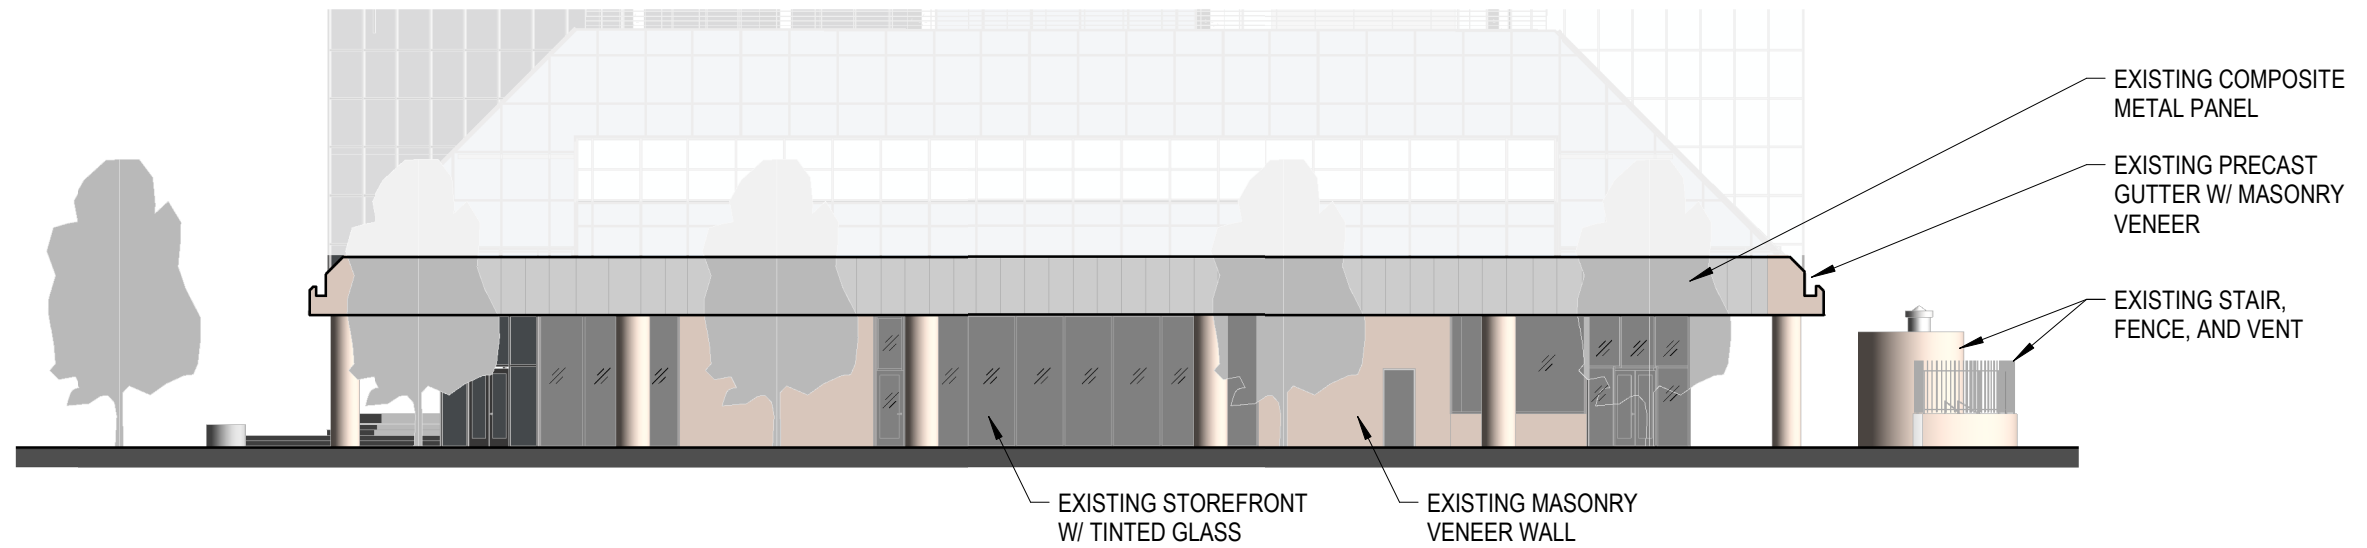 EXISTING COMPOSITE
METAL PANEL
EXISTING PRECAST
GUTTER W/ MASONRY
VENEER
EXISTING STAIR,
FENCE, AND VENT
EXISTING STOREFRONT
W/ TINTED GLASS
EXISTING MASONRY
VENEER WALL